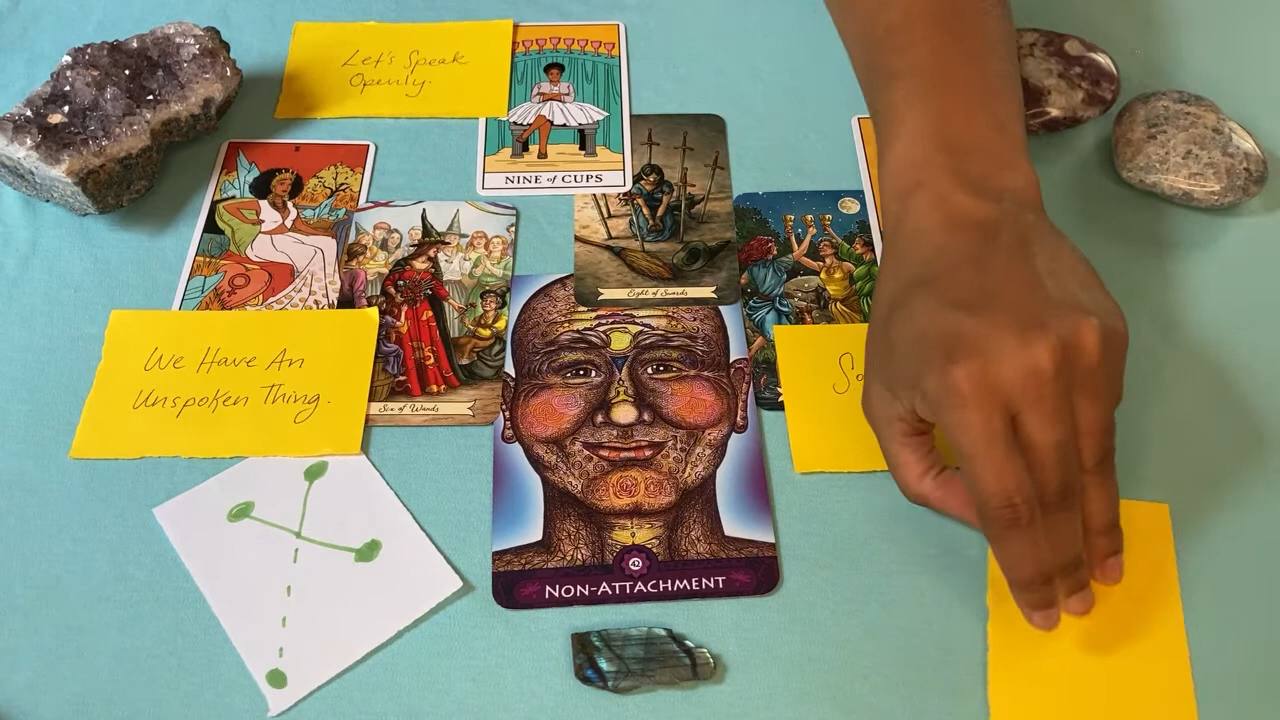 Let's Speak
Openly.
NINE of CUPS
Eight of Swords
We Have An
Unspoken Thing.
Six of Wands
42
NON-ATTACHMENT